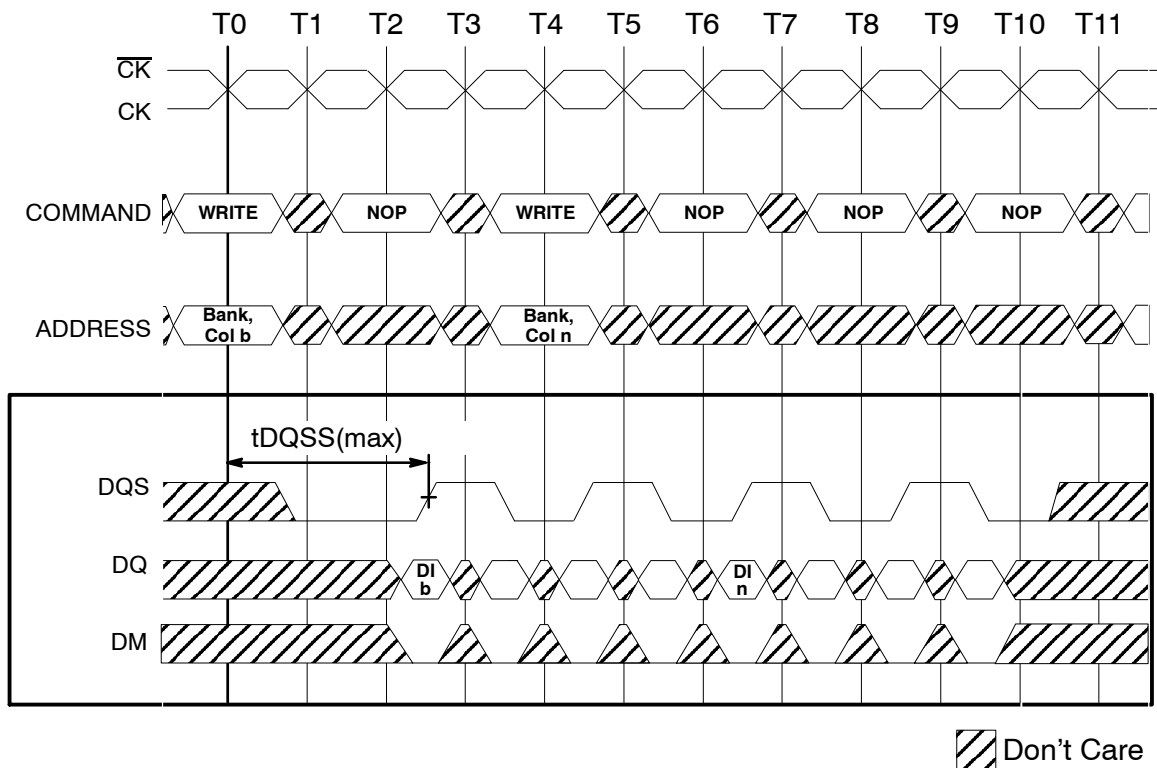 T0 T1 T2 T3 T4 T5 T6 T7 T8 T9 T10 T11
CK
CK
COMMAND WRITE NOP WRITE NOP NOP NOP
ADDRESS Bank, Col b Bank, Col n
tDQSS(max)
DQS
DQ DI b DI n
DM
Don't Care